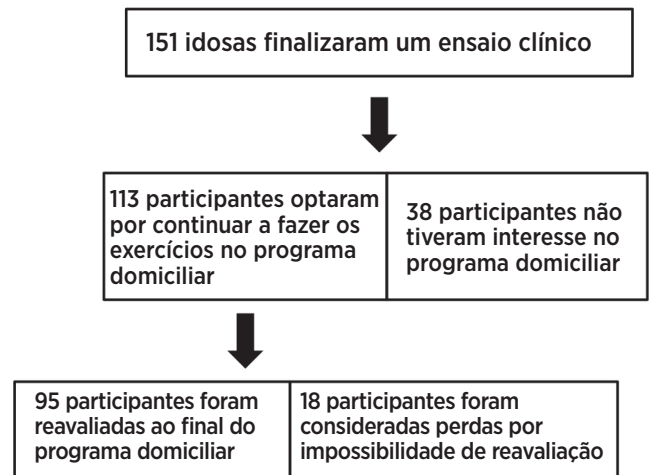 151 idosas finalizaram um ensaio clínico
113 participantes optaram
por continuar a fazer os
exercícios no programa
domiciliar
38 participantes não
tiveram interesse no
programa domiciliar
95 participantes foram
reavaliadas ao final do
programa domiciliar
18 participantes foram
consideradas perdas por
impossibilidade de reavaliação